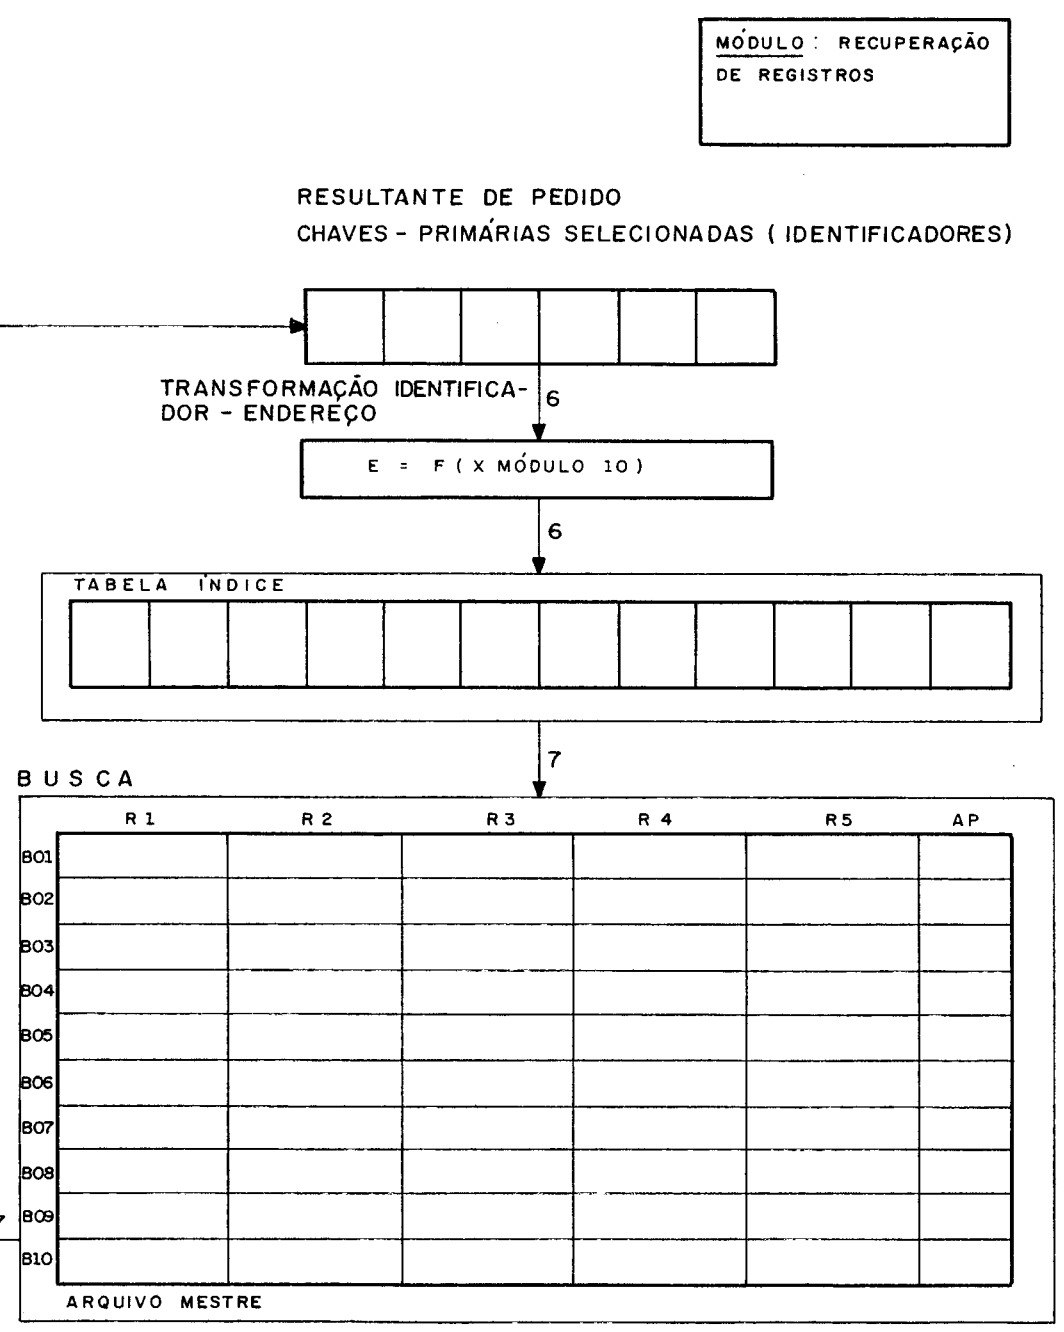 MÓDULO : RECUPERAÇÃO
DE REGISTROS
RESULTANTE DE PEDIDO
CHAVES - PRIMÁRIAS SELECIONADAS ( IDENTIFICADORES)
TRANSFORMAÇÃO IDENTIFICA-
DOR - ENDEREÇO
6
E = F ( X MÓDULO 10 )
6
TABELA ÍNDICE
7
BUSCA
R1 R2 R3 R4 R5 AP
B01
B02
B03
B04
B05
B06
B07
B08
B09
B10
ARQUIVO MESTRE